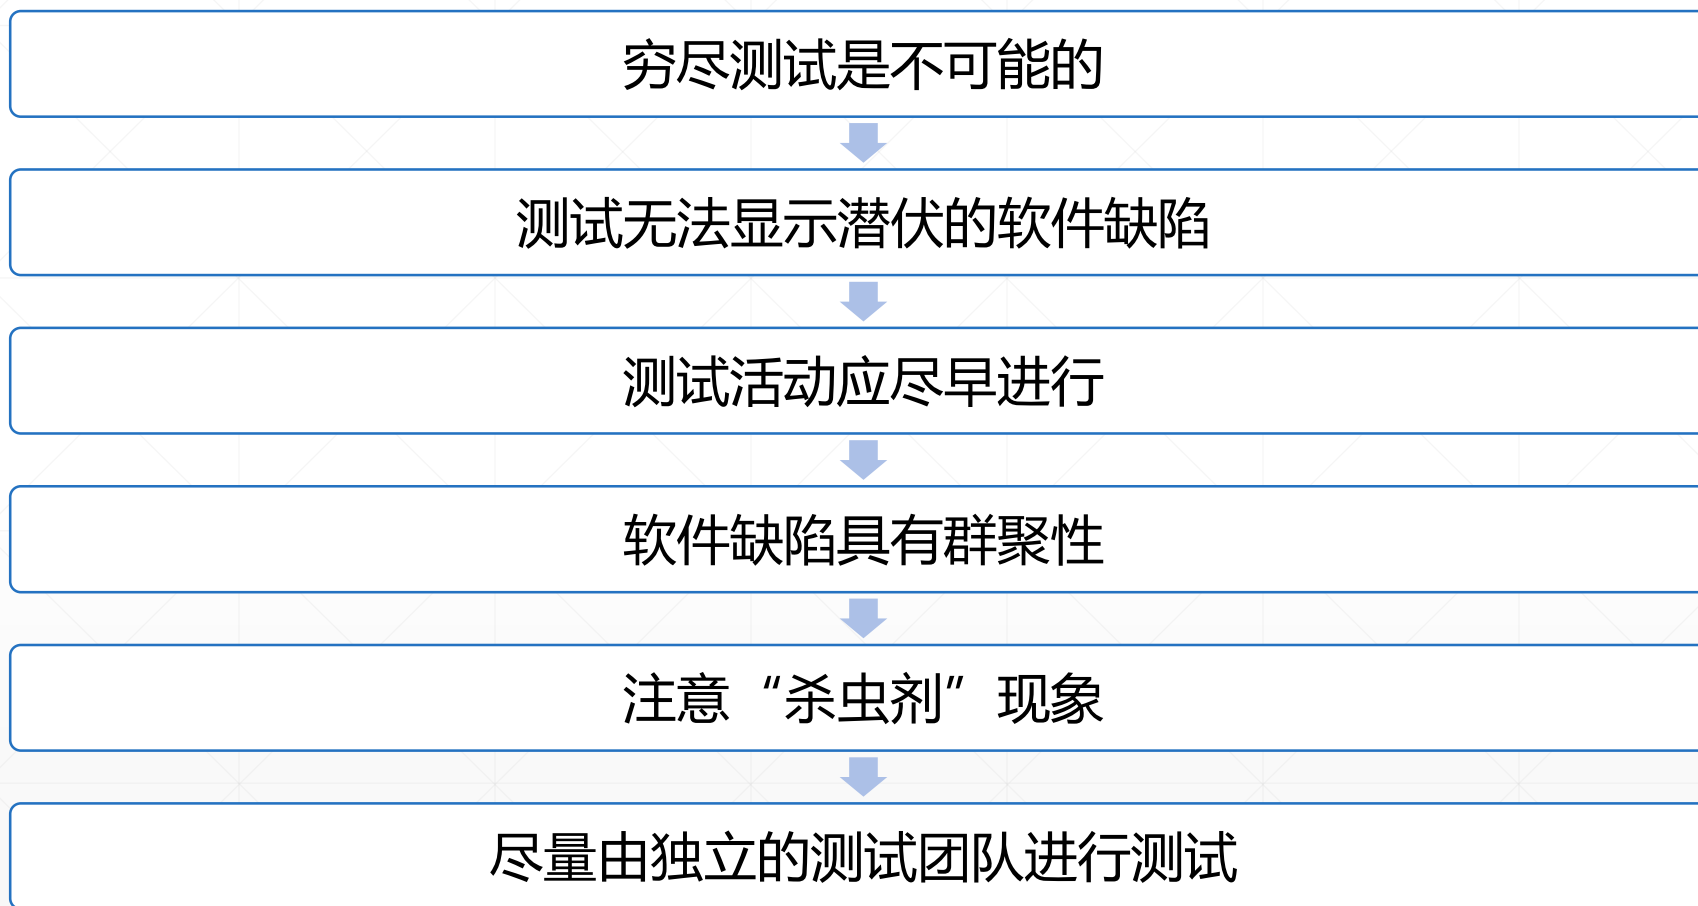 穷尽测试是不可能的
测试无法显示潜伏的软件缺陷
测试活动应尽早进行
软件缺陷具有群聚性
注意“杀虫剂”现象
尽量由独立的测试团队进行测试